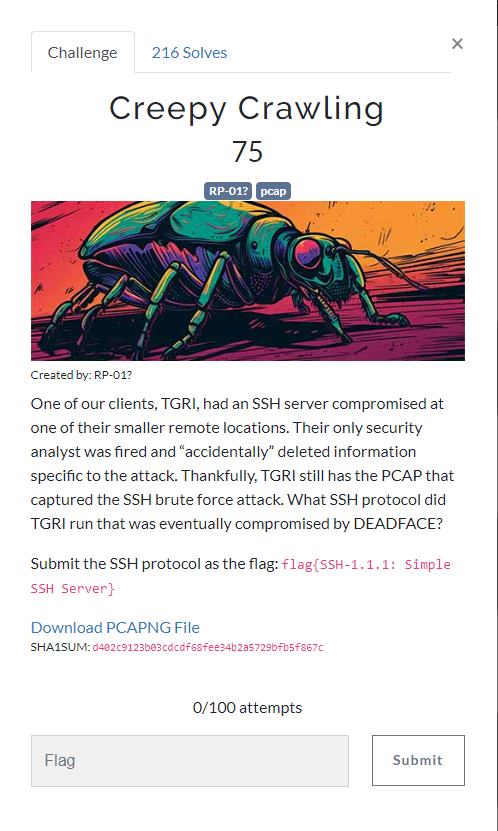 Challenge
216 Solves
×
Creepy Crawling
75
RP-01?
pcap
Created by: RP-01?
One of our clients, TGRI, had an SSH server compromised at
one of their smaller remote locations. Their only security
analyst was fired and “accidentally” deleted information
specific to the attack. Thankfully, TGRI still has the PCAP that
captured the SSH brute force attack. What SSH protocol did
TGRI run that was eventually compromised by DEADFACE?
Submit the SSH protocol as the flag: flag{SSH-1.1.1: Simple
SSH Server}
Download PCAPNG File
SHA1SUM: d402c9123b03cdcdf68fee34b2a5729bfb5f867c
0/100 attempts
Flag
Submit